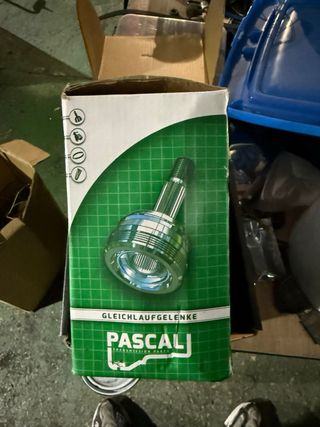 GLEICHLAUFGELENKE
PASCAL
TRANSMISSION PARTS